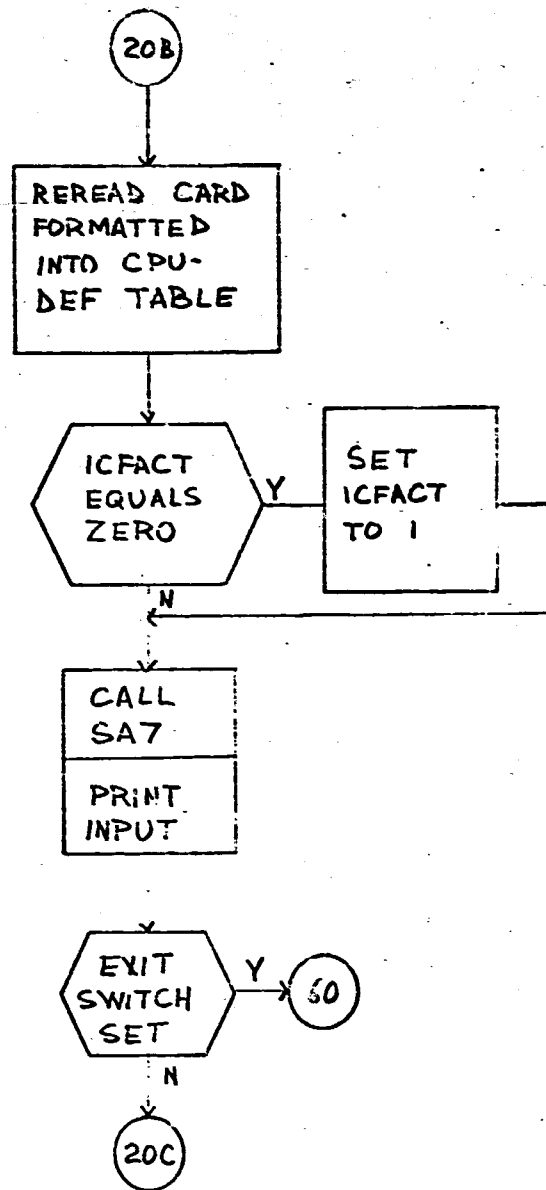 20B
REREAD CARD
FORMATTED
INTO CPU-
DEF TABLE
ICFACT
EQUALS
ZERO
Y
SET
ICFACT
TO 1
N
CALL
SA7
PRINT
INPUT
EXIT
SWITCH
SET
Y
60
N
20C